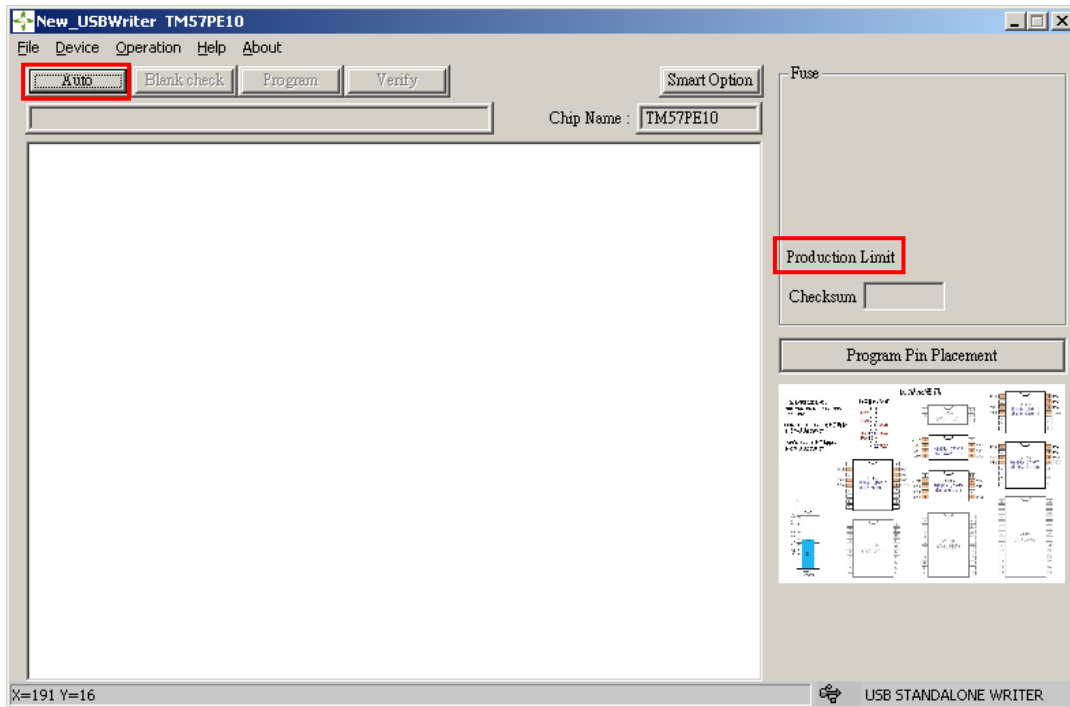 New_USBWriter TM57PE10
File Device Operation Help About
Auto Blank check Program Verify Smart Option
Chip Name : TM57PE10
Fuse
Production Limit
Checksum
Program Pin Placement
X=191 Y=16
USB STANDALONE WRITER